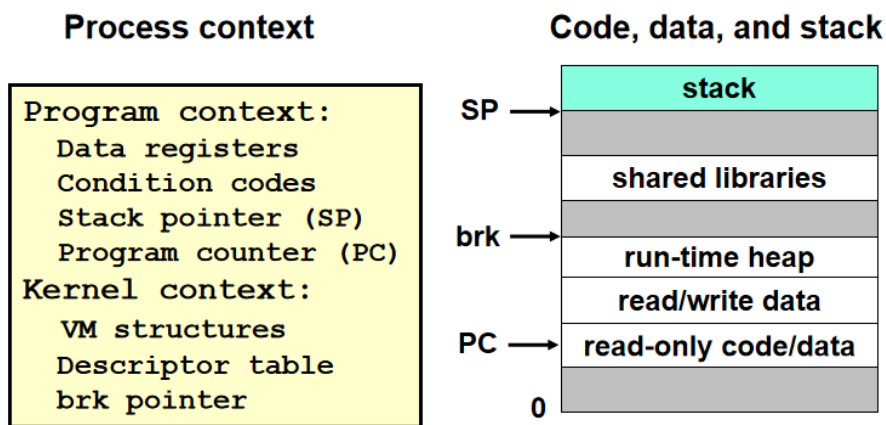 Process context
Program context:
Data registers
Condition codes
Stack pointer (SP)
Program counter (PC)
Kernel context:
VM structures
Descriptor table
brk pointer
Code, data, and stack
stack
SP
shared libraries
brk
run-time heap
read/write data
PC
read-only code/data
0